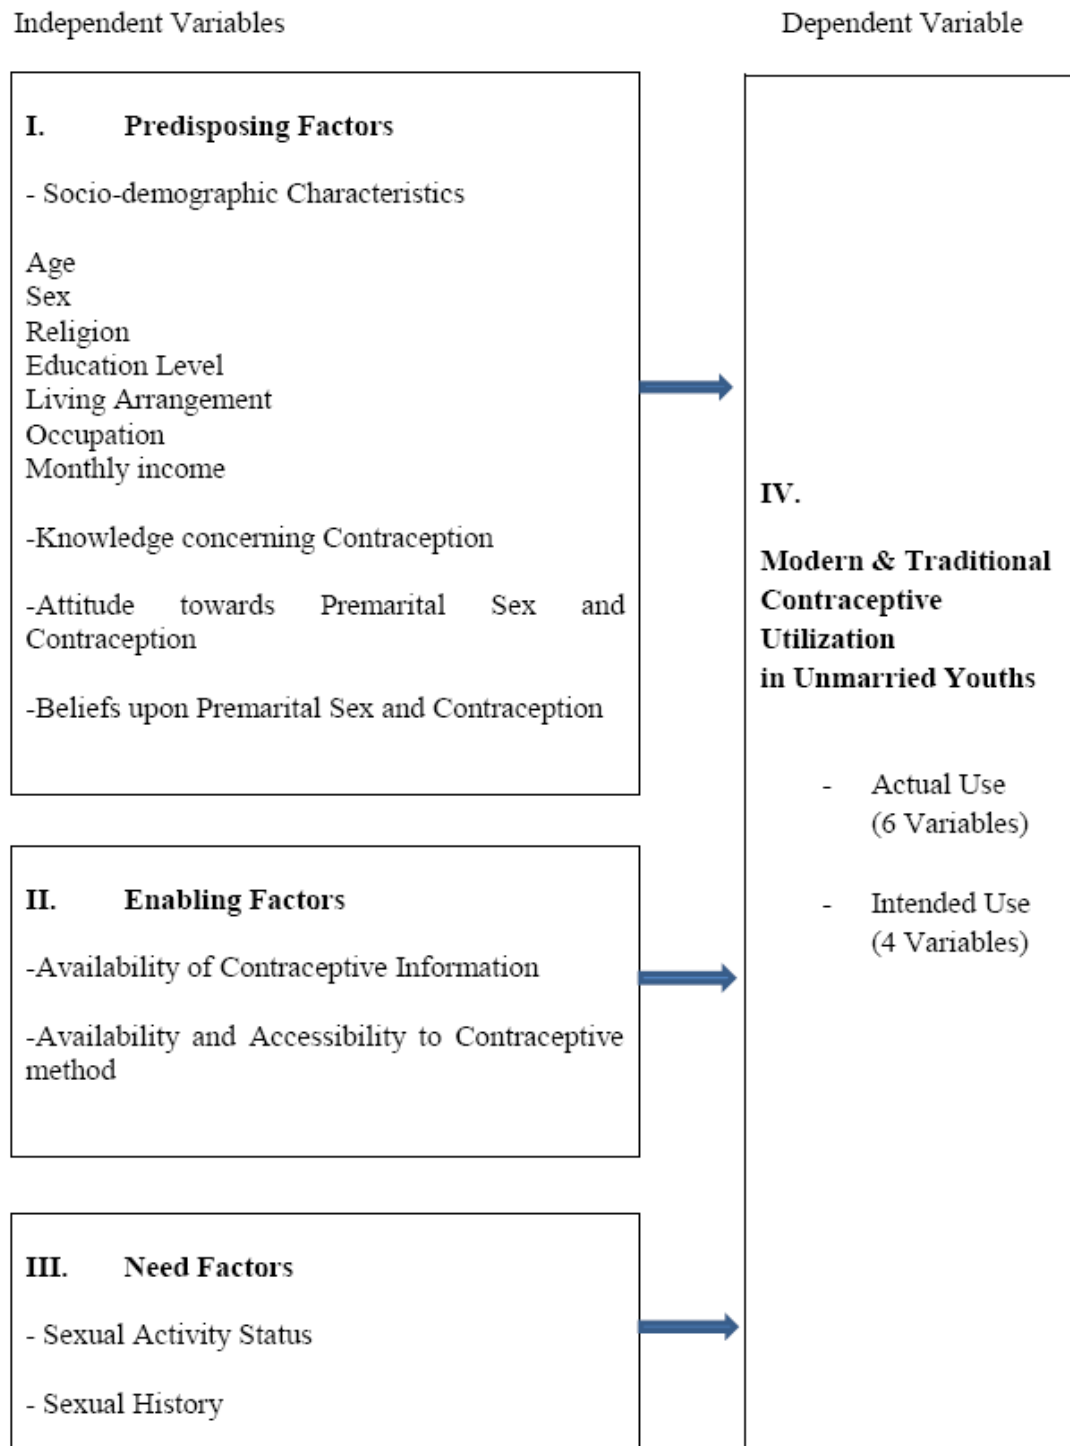 Independent Variables
Dependent Variable
I. Predisposing Factors
- Socio-demographic Characteristics
Age
Sex
Religion
Education Level
Living Arrangement
Occupation
Monthly income
-Knowledge concerning Contraception
-Attitude towards Premarital Sex and
Contraception
-Beliefs upon Premarital Sex and Contraception
II. Enabling Factors
-Availability of Contraceptive Information
-Availability and Accessibility to Contraceptive
method
III. Need Factors
- Sexual Activity Status
- Sexual History
IV.
Modern & Traditional
Contraceptive
Utilization
in Unmarried Youths
- Actual Use
(6 Variables)
- Intended Use
(4 Variables)